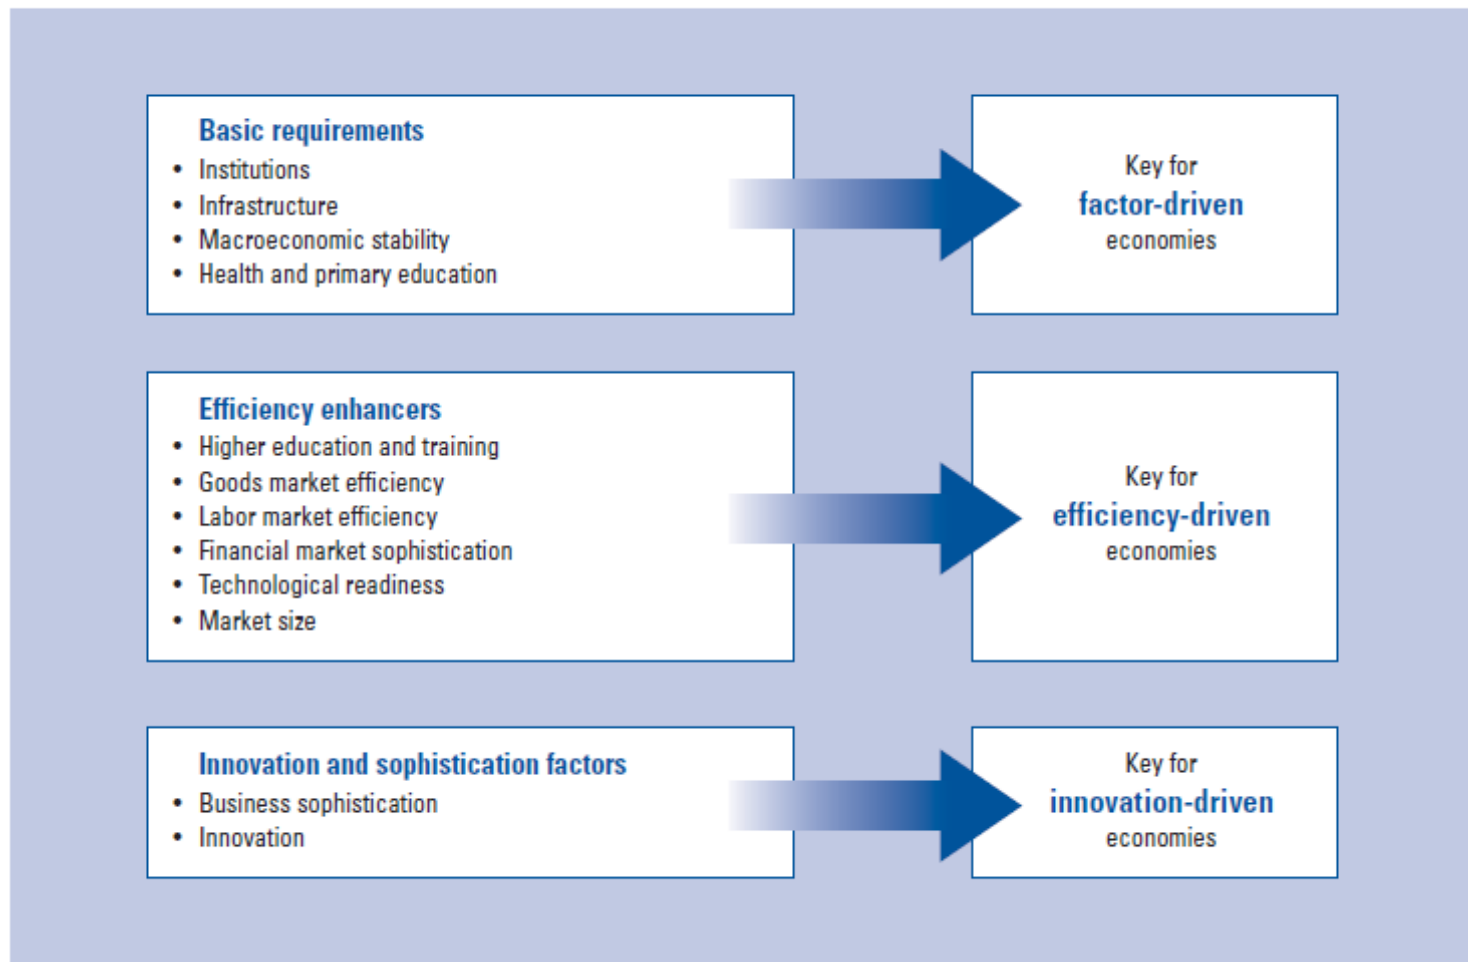 Basic requirements
• Institutions
• Infrastructure
• Macroeconomic stability
• Health and primary education
Key for
factor-driven
economies
Efficiency enhancers
• Higher education and training
• Goods market efficiency
• Labor market efficiency
• Financial market sophistication
• Technological readiness
• Market size
Key for
efficiency-driven
economies
Innovation and sophistication factors
• Business sophistication
• Innovation
Key for
innovation-driven
economies